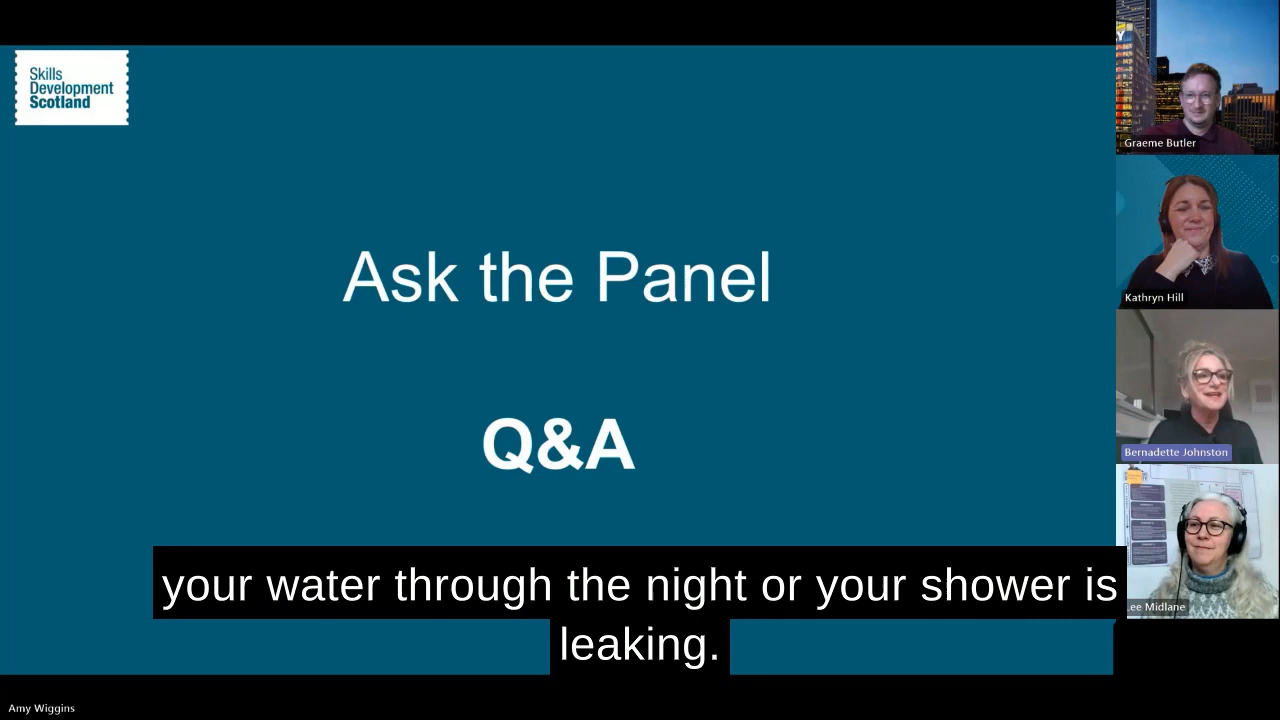 Skills
Development
Scotland
Ask the Panel
Q&A
your water through the night or your shower is
leaking.
Graeme Butler
Kathryn Hill
Bernadette Johnston
Lee Midlane
Amy Wiggins